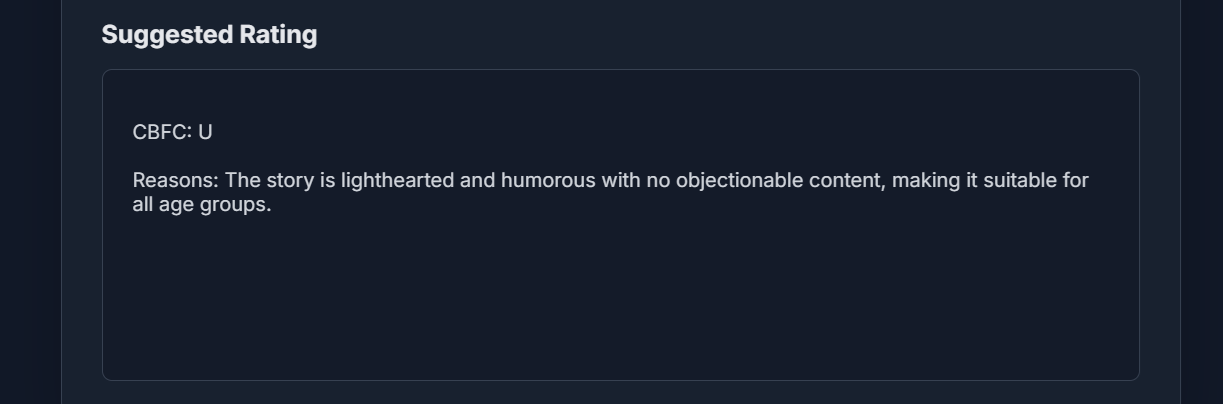 Suggested Rating
CBFC: U
Reasons: The story is lighthearted and humorous with no objectionable content, making it suitable for
all age groups.